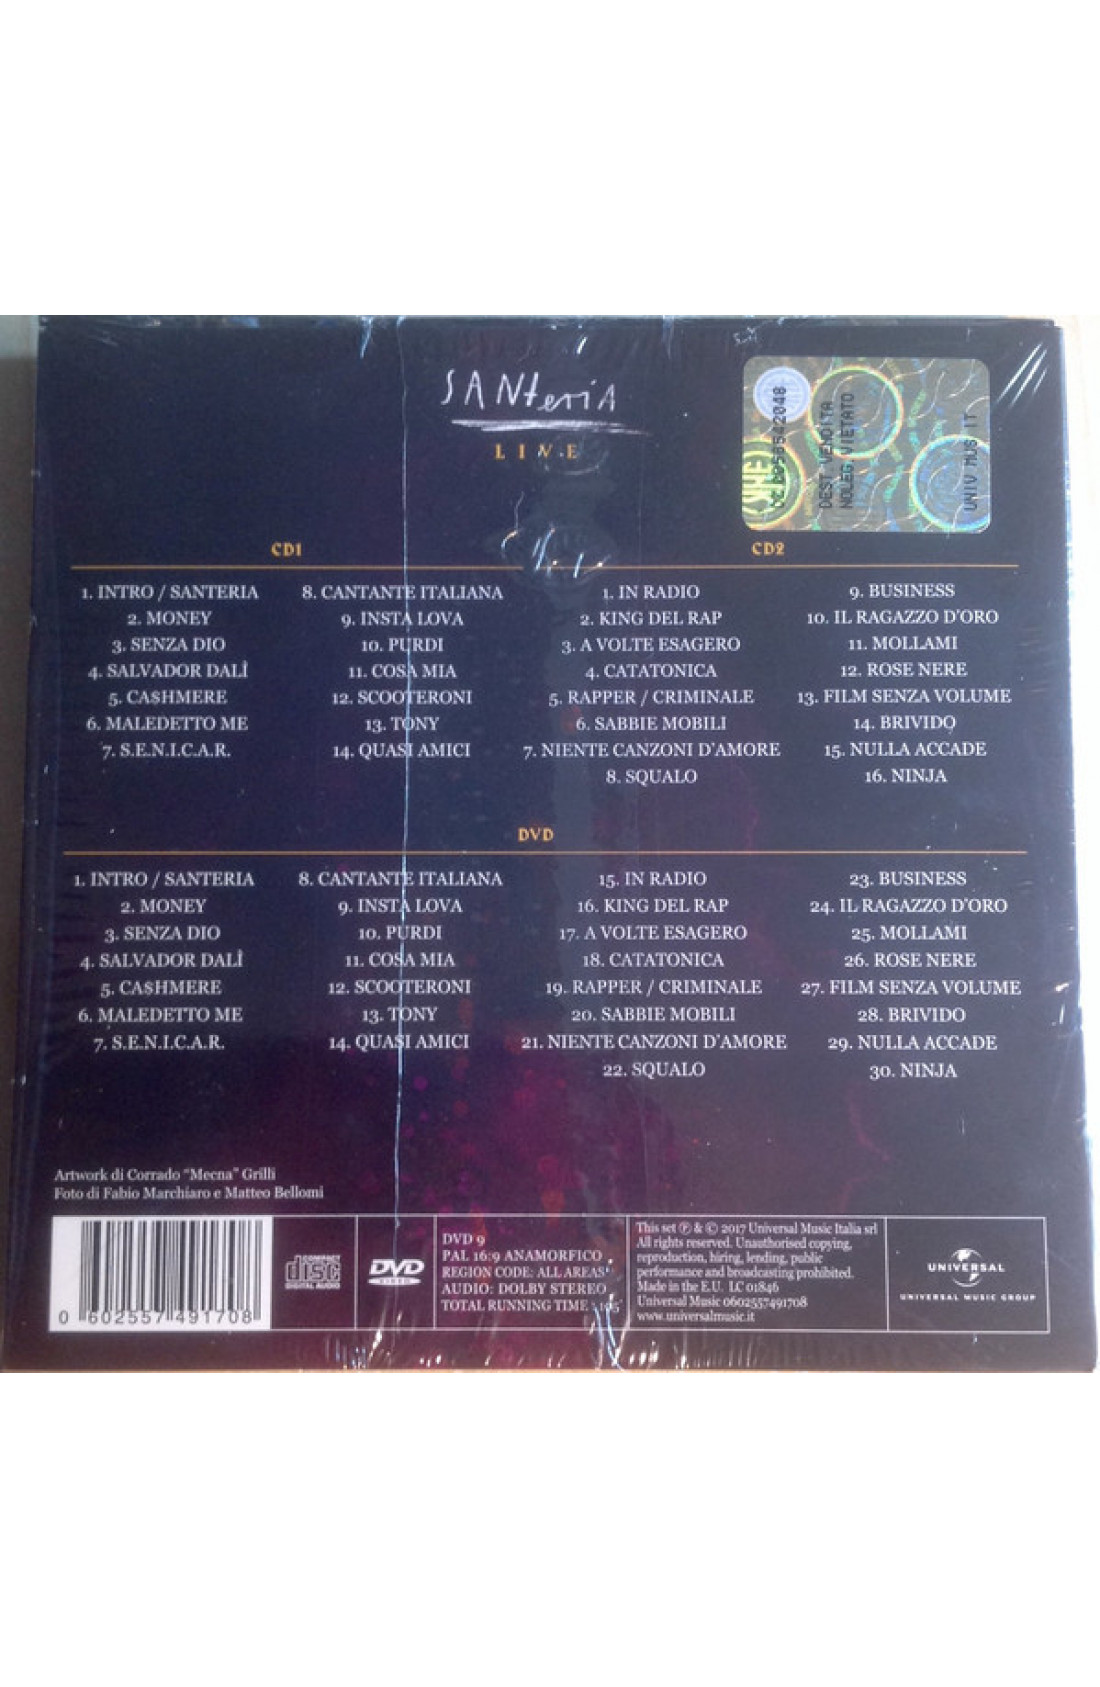 SANteriA
LIVE
DEST. VENDITA
NOLEG. VIETATO
UNIV MUS IT
CD1
1. INTRO / SANTERIA
2. MONEY
3. SENZA DIO
4. SALVADOR DALÌ
5. CA$HMERE
6. MALEDETTO ME
7. S.E.N.I.C.A.R.
8. CANTANTE ITALIANA
9. INSTA LOVA
10. PURDI
11. COSA MIA
12. SCOOTERONI
13. TONY
14. QUASI AMICI
CD2
1. IN RADIO
2. KING DEL RAP
3. A VOLTE ESAGERO
4. CATATONICA
5. RAPPER / CRIMINALE
6. SABBIE MOBILI
7. NIENTE CANZONI D'AMORE
8. SQUALO
9. BUSINESS
10. IL RAGAZZO D'ORO
11. MOLLAMI
12. ROSE NERE
13. FILM SENZA VOLUME
14. BRIVIDO
15. NULLA ACCADE
16. NINJA
DVD
1. INTRO / SANTERIA
2. MONEY
3. SENZA DIO
4. SALVADOR DALÌ
5. CA$HMERE
6. MALEDETTO ME
7. S.E.N.I.C.A.R.
8. CANTANTE ITALIANA
9. INSTA LOVA
10. PURDI
11. COSA MIA
12. SCOOTERONI
13. TONY
14. QUASI AMICI
15. IN RADIO
16. KING DEL RAP
17. A VOLTE ESAGERO
18. CATATONICA
19. RAPPER / CRIMINALE
20. SABBIE MOBILI
21. NIENTE CANZONI D'AMORE
22. SQUALO
23. BUSINESS
24. IL RAGAZZO D'ORO
25. MOLLAMI
26. ROSE NERE
27. FILM SENZA VOLUME
28. BRIVIDO
29. NULLA ACCADE
30. NINJA
Artwork di Corrado "Mecna" Grilli
Foto di Fabio Marchiaro e Matteo Bellomi
0 602557 491708
COMPACT
disc
DIGITAL AUDIO
DVD
VIDEO
DVD 9
PAL 16:9 ANAMORFICO
REGION CODE: ALL AREAS
AUDIO: DOLBY STEREO
TOTAL RUNNING TIME :
This set ℗ & © 2017 Universal Music Italia srl
All rights reserved. Unauthorised copying,
reproduction, hiring, lending, public
performance and broadcasting prohibited.
Made in the E.U. LC 01846
Universal Music 0602557491708
www.universalmusic.it
UNIVERSAL
UNIVERSAL MUSIC GROUP